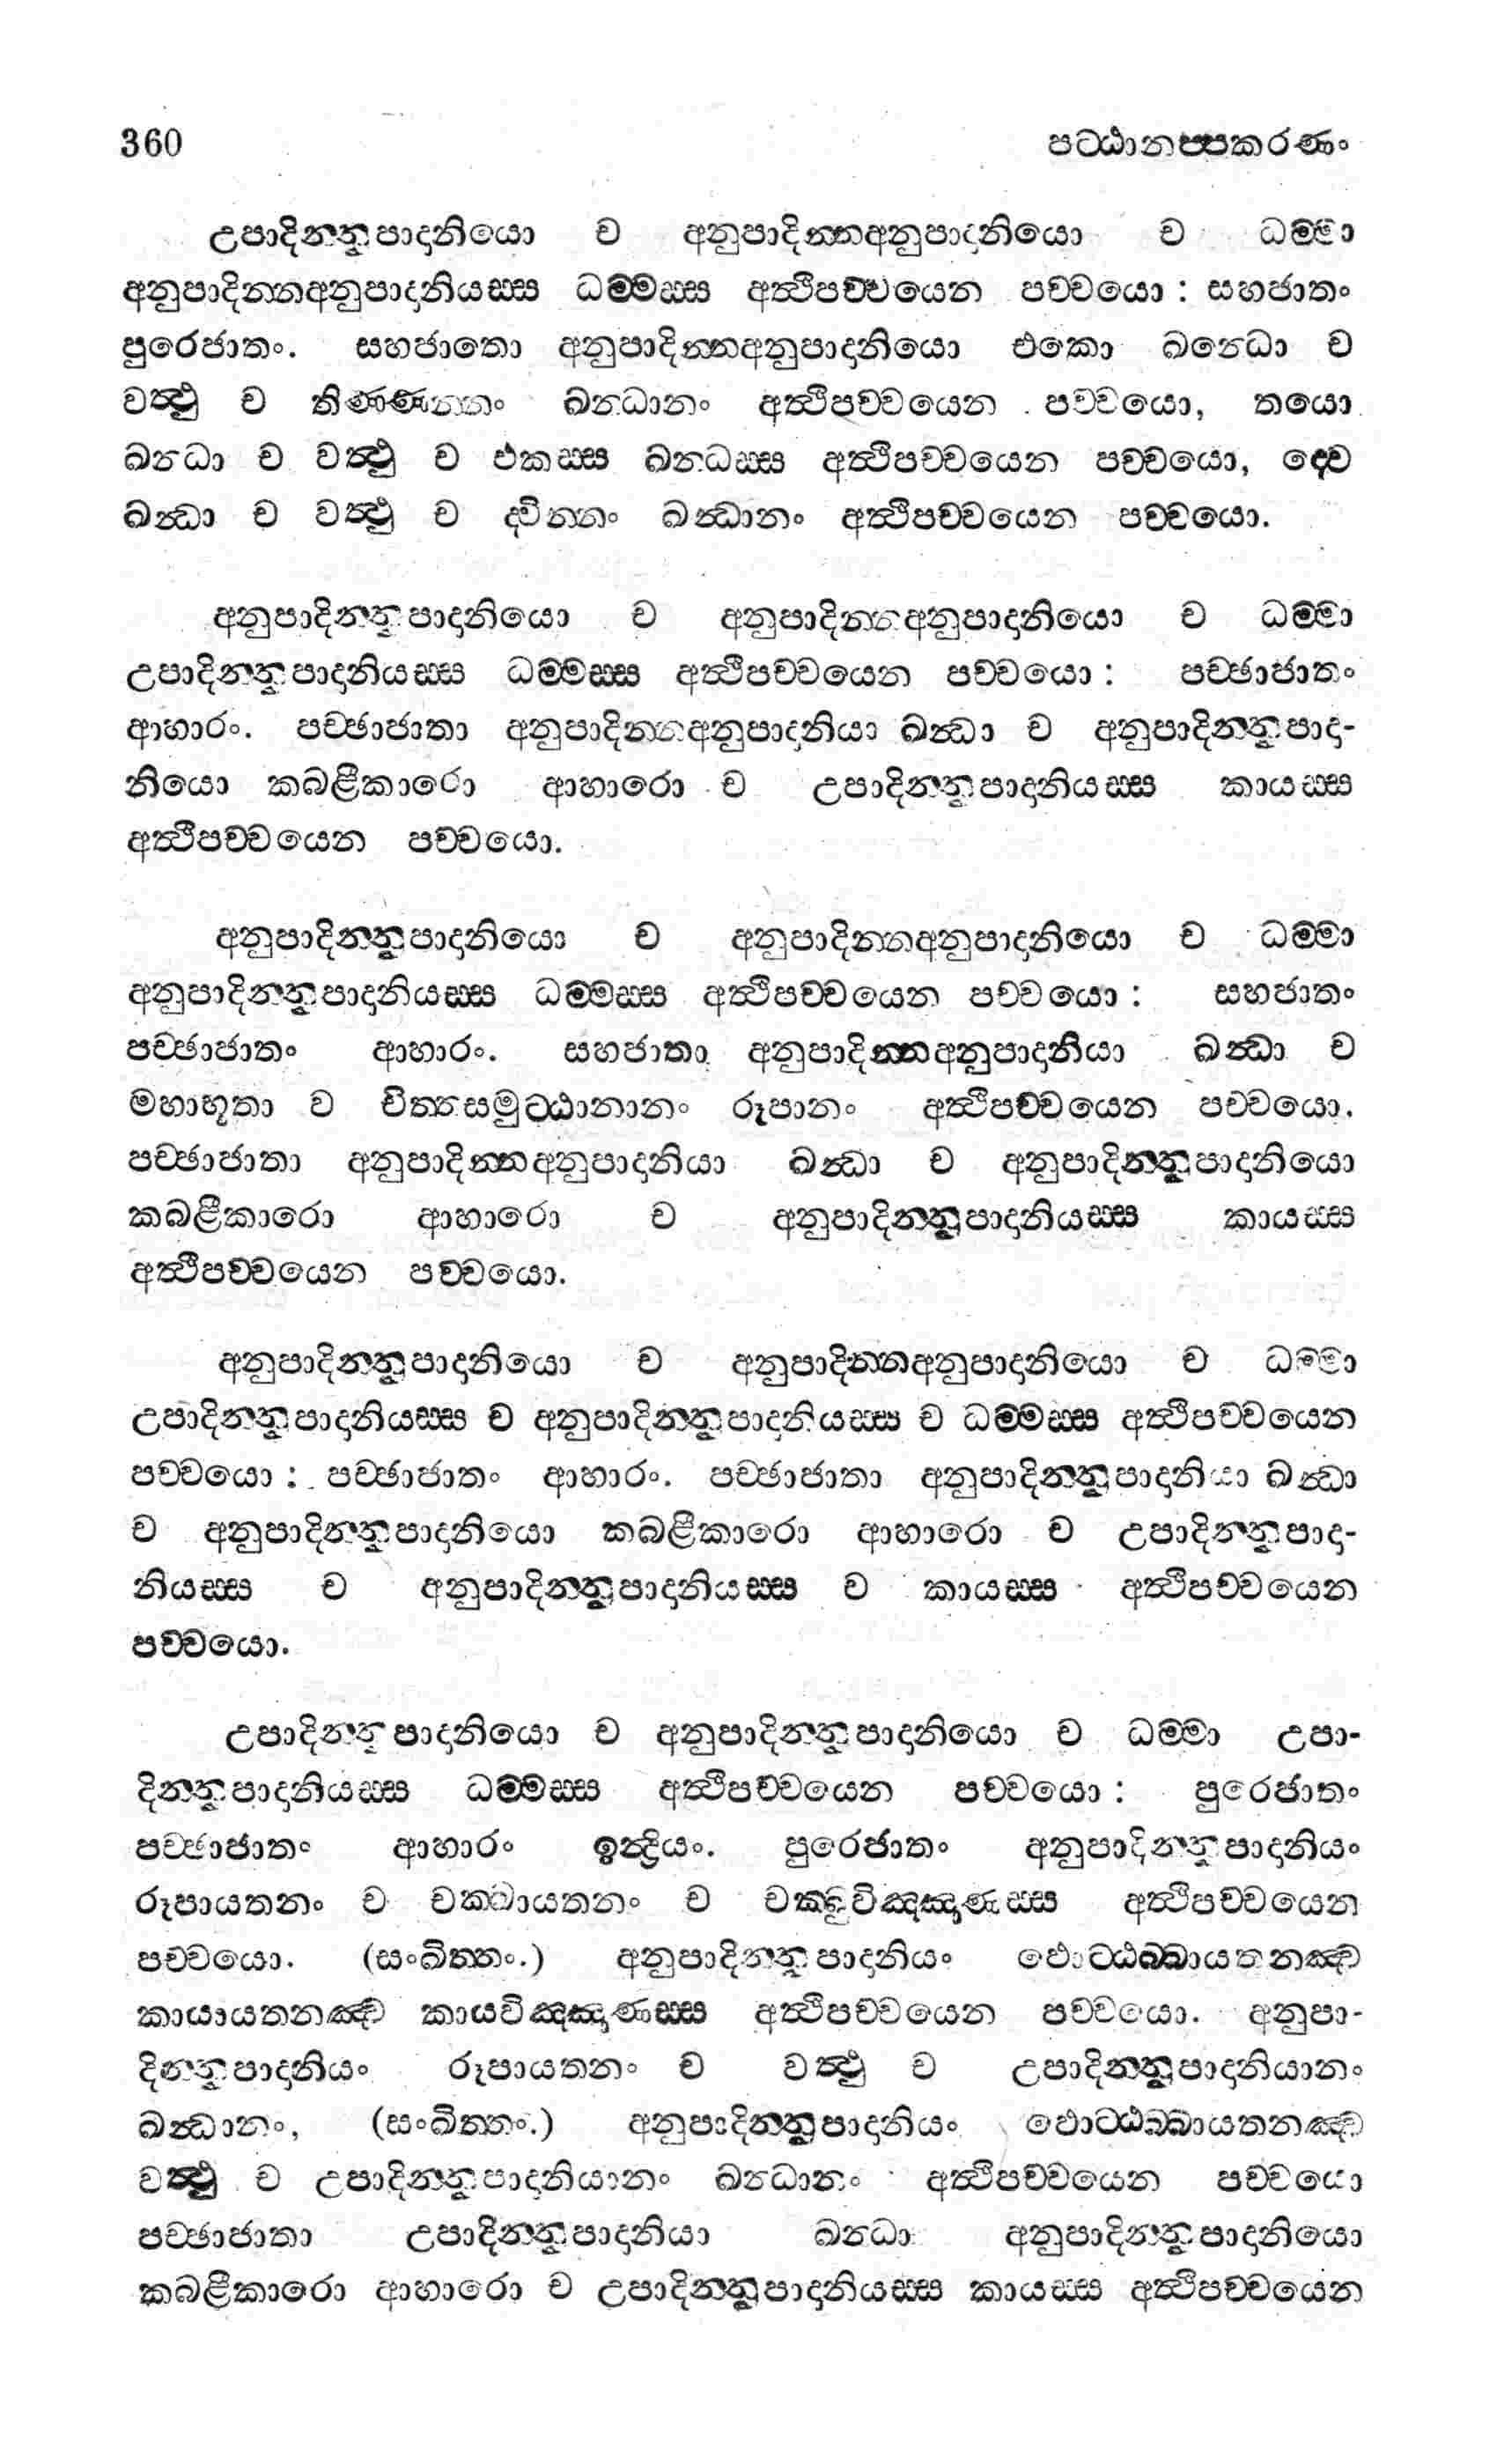 360 පට්ඨානප්පකරණං
උපාදින්නුපාදානියො ච අනුපාදින්නඅනුපාදානියො ච ධම්මා
අනුපාදින්නඅනුපාදානියස්ස ධම්මස්ස අත්ථිපච්චයෙන පච්චයො : සහජාතං
පුරෙජාතං. සහජාතො අනුපාදින්නඅනුපාදානියො එකො ඛන්ධො ච
වත්ථු ච තිණ්ණන්නං ඛන්ධානං අත්ථිපච්චයෙන පච්චයො, තයො
ඛන්ධා ච වත්ථු ච එකස්ස ඛන්ධස්ස අත්ථිපච්චයෙන පච්චයො, ද්වෙ
ඛන්ධා ච වත්ථු ච ද්වින්නං ඛන්ධානං අත්ථිපච්චයෙන පච්චයො.
අනුපාදින්නුපාදානියො ච අනුපාදින්නඅනුපාදානියො ච ධම්මා
උපාදින්නුපාදානියස්ස ධම්මස්ස අත්ථිපච්චයෙන පච්චයො : පච්ඡාජාතං
ආහාරං. පච්ඡාජාතා අනුපාදින්නඅනුපාදානියා ඛන්ධා ච අනුපාදින්නුපාදා-
නියො කබළීකාරො ආහාරො ච උපාදින්නුපාදානියස්ස කායස්ස
අත්ථිපච්චයෙන පච්චයො.
අනුපාදින්නුපාදානියො ච අනුපාදින්නඅනුපාදානියො ච ධම්මා
අනුපාදින්නුපාදානියස්ස ධම්මස්ස අත්ථිපච්චයෙන පච්චයො : සහජාතං
පච්ඡාජාතං ආහාරං. සහජාතා අනුපාදින්නඅනුපාදානියා ඛන්ධා ච
මහාභූතා ච චිත්තසමුට්ඨානානං රූපානං අත්ථිපච්චයෙන පච්චයො.
පච්ඡාජාතා අනුපාදින්නඅනුපාදානියා ඛන්ධා ච අනුපාදින්නුපාදානියො
කබළීකාරො ආහාරො ච අනුපාදින්නුපාදානියස්ස කායස්ස
අත්ථිපච්චයෙන පච්චයො.
අනුපාදින්නුපාදානියො ච අනුපාදින්නඅනුපාදානියො ච ධම්මා
උපාදින්නුපාදානියස්ස ච අනුපාදින්නුපාදානියස්ස ච ධම්මස්ස අත්ථිපච්චයෙන
පච්චයො : පච්ඡාජාතං ආහාරං. පච්ඡාජාතා අනුපාදින්නුපාදානියා ඛන්ධා
ච අනුපාදින්නුපාදානියො කබළීකාරො ආහාරො ච උපාදින්නුපාදා-
නියස්ස ච අනුපාදින්නුපාදානියස්ස ච කායස්ස අත්ථිපච්චයෙන
පච්චයො.
උපාදින්නුපාදානියො ච අනුපාදින්නුපාදානියො ච ධම්මා උපා-
දින්නුපාදානියස්ස ධම්මස්ස අත්ථිපච්චයෙන පච්චයො : පුරෙජාතං
පච්ඡාජාතං ආහාරං ඉන්ද්‍රියං. පුරෙජාතං අනුපාදින්නුපාදානියං
රූපායතනං ච චක්ඛායතනං ච චක්ඛුවිඤ්ඤාණස්ස අත්ථිපච්චයෙන
පච්චයො. (සංඛිත්තං.) අනුපාදින්නුපාදානියං ඵොට්ඨබ්බායතනඤ්ච
කායායතනඤ්ච කායවිඤ්ඤාණස්ස අත්ථිපච්චයෙන පච්චයො. අනුපා-
දින්නුපාදානියං රූපායතනං ච වත්ථු ච උපාදින්නුපාදානියානං
ඛන්ධානං, (සංඛිත්තං.) අනුපාදින්නුපාදානියං ඵොට්ඨබ්බායතනඤ්ච
වත්ථු ච උපාදින්නුපාදානියානං ඛන්ධානං අත්ථිපච්චයෙන පච්චයො
පච්ඡාජාතා උපාදින්නුපාදානියා ඛන්ධා අනුපාදින්නුපාදානියො
කබළීකාරො ආහාරො ච උපාදින්නුපාදානියස්ස කායස්ස අත්ථිපච්චයෙන